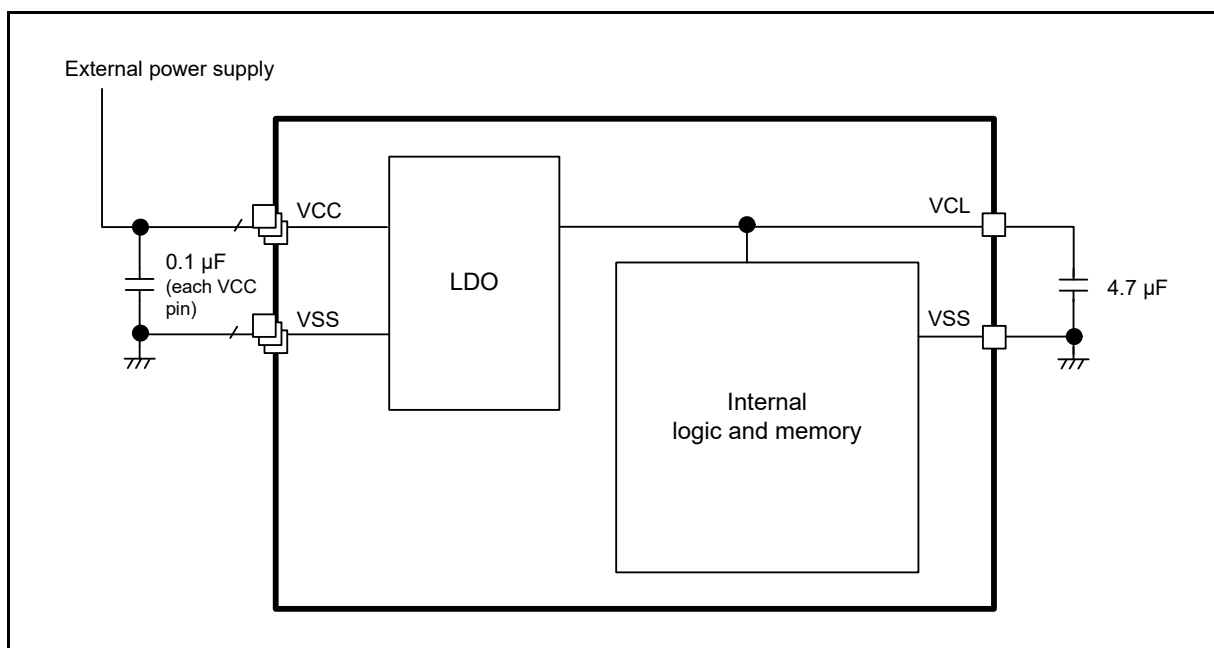 External power supply
VCC
VCL
0.1 µF
(each VCC
pin)
LDO
4.7 µF
VSS
VSS
Internal
logic and memory